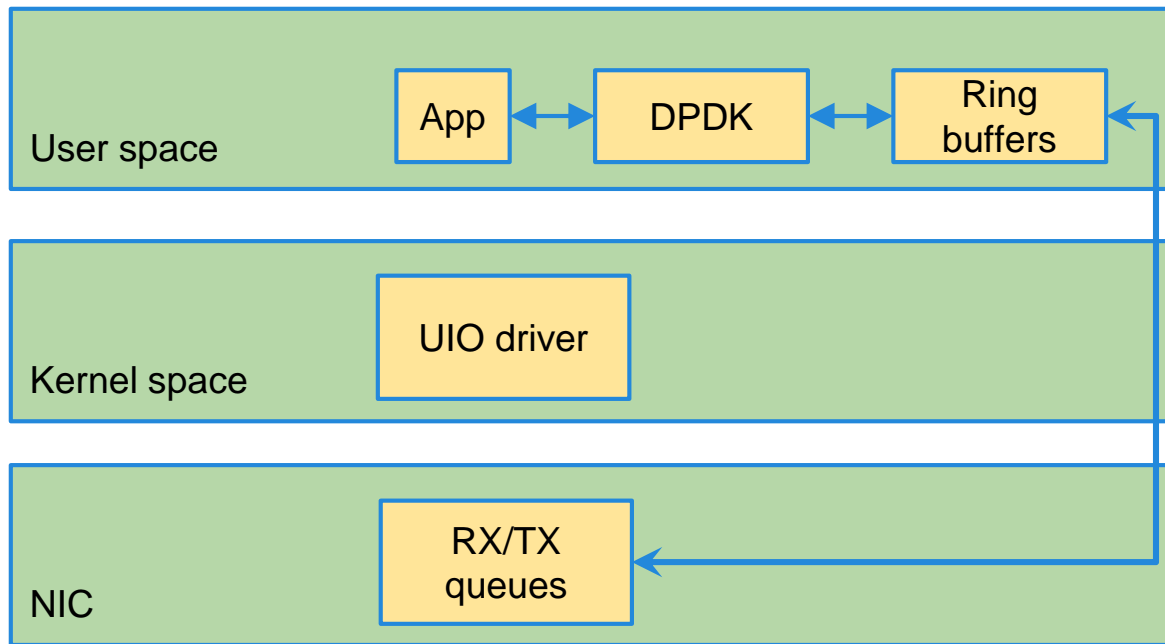 User space
App
DPDK
Ring
buffers
Kernel space
UIO driver
NIC
RX/TX
queues